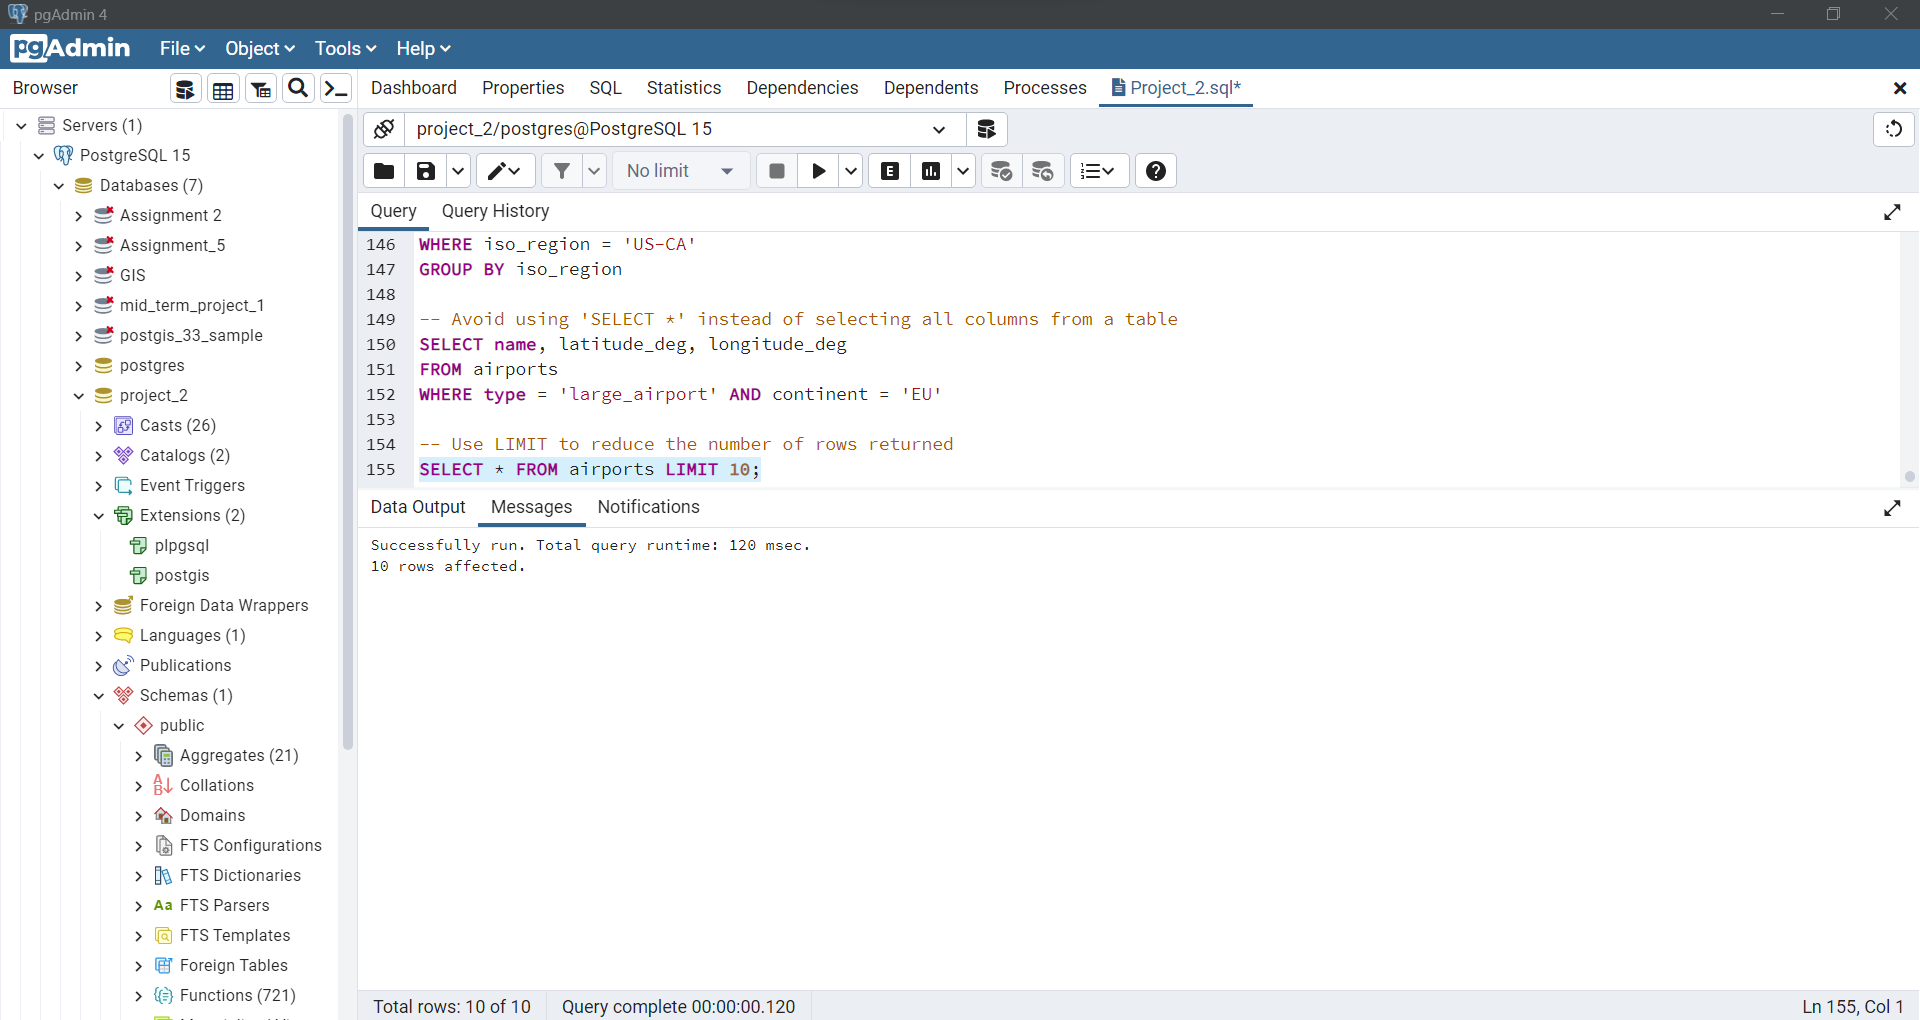 pgAdmin 4
pgAdmin File Object Tools Help
Browser
Dashboard Properties SQL Statistics Dependencies Dependents Processes Project_2.sql*
Servers (1)
PostgreSQL 15
Databases (7)
Assignment 2
Assignment_5
GIS
mid_term_project_1
postgis_33_sample
postgres
project_2
Casts (26)
Catalogs (2)
Event Triggers
Extensions (2)
plpgsql
postgis
Foreign Data Wrappers
Languages (1)
Publications
Schemas (1)
public
Aggregates (21)
Collations
Domains
FTS Configurations
FTS Dictionaries
Aa FTS Parsers
FTS Templates
Foreign Tables
Functions (721)
project_2/postgres@PostgreSQL 15
No limit
E
Query Query History
146 WHERE iso_region = 'US-CA'
147 GROUP BY iso_region
148
149 -- Avoid using 'SELECT *' instead of selecting all columns from a table
150 SELECT name, latitude_deg, longitude_deg
151 FROM airports
152 WHERE type = 'large_airport' AND continent = 'EU'
153
154 -- Use LIMIT to reduce the number of rows returned
155 SELECT * FROM airports LIMIT 10;
Data Output Messages Notifications
Successfully run. Total query runtime: 120 msec.
10 rows affected.
Total rows: 10 of 10 Query complete 00:00:00.120 Ln 155, Col 1